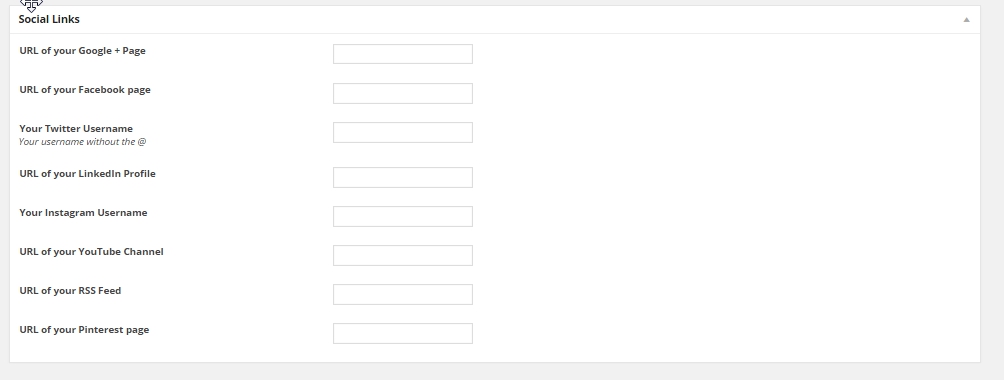 Social Links
URL of your Google + Page
URL of your Facebook page
Your Twitter Username
Your username without the @
URL of your LinkedIn Profile
Your Instagram Username
URL of your YouTube Channel
URL of your RSS Feed
URL of your Pinterest page